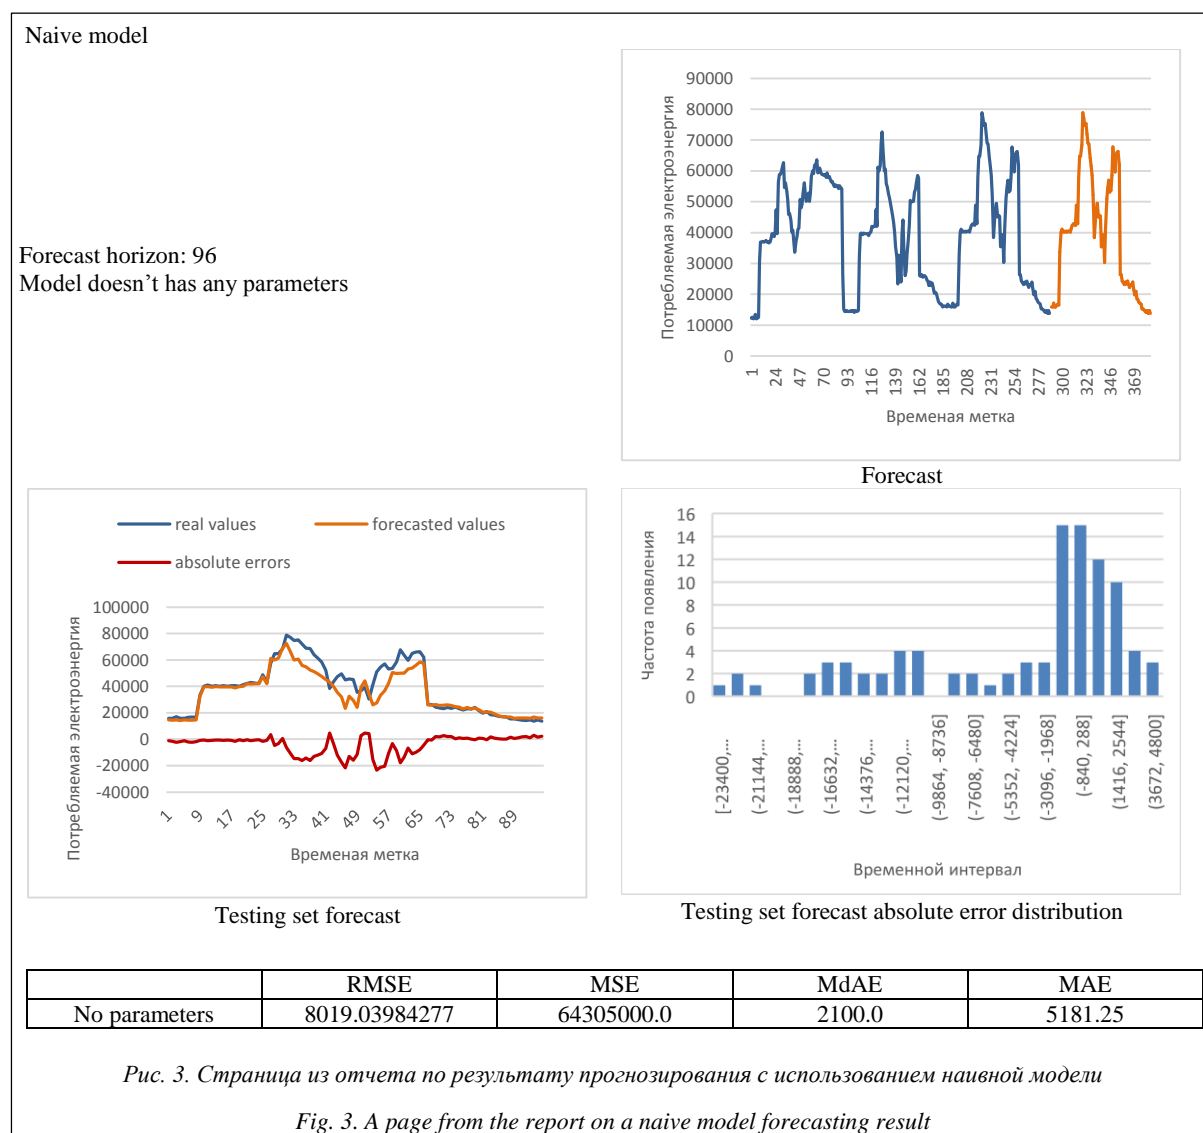 Naive model
Forecast horizon: 96
Model doesn't has any parameters
Потребляемая электроэнергия
90000
80000
70000
60000
50000
40000
30000
20000
10000
0
1 24 47 70 93 116 139 162 185 208 231 254 277 300 323 346 369
Временая метка
Forecast
real values forecasted values
absolute errors
Потребляемая электроэнергия
100000
80000
60000
40000
20000
0
-20000
-40000
1 9 17 25 33 41 49 57 65 73 81 89
Временая метка
Testing set forecast
Частота появления
16
14
12
10
8
6
4
2
0
[-23400,... (-21144,... (-18888,... (-16632,... (-14376,... (-12120,... (-9864, -8736] (-7608, -6480] (-5352, -4224] (-3096, -1968] (-840, 288] (1416, 2544] (3672, 4800]
Временной интервал
Testing set forecast absolute error distribution
RMSE MSE MdAE MAE
No parameters 8019.03984277 64305000.0 2100.0 5181.25
Рис. 3. Страница из отчета по результату прогнозирования с использованием наивной модели
Fig. 3. A page from the report on a naive model forecasting result